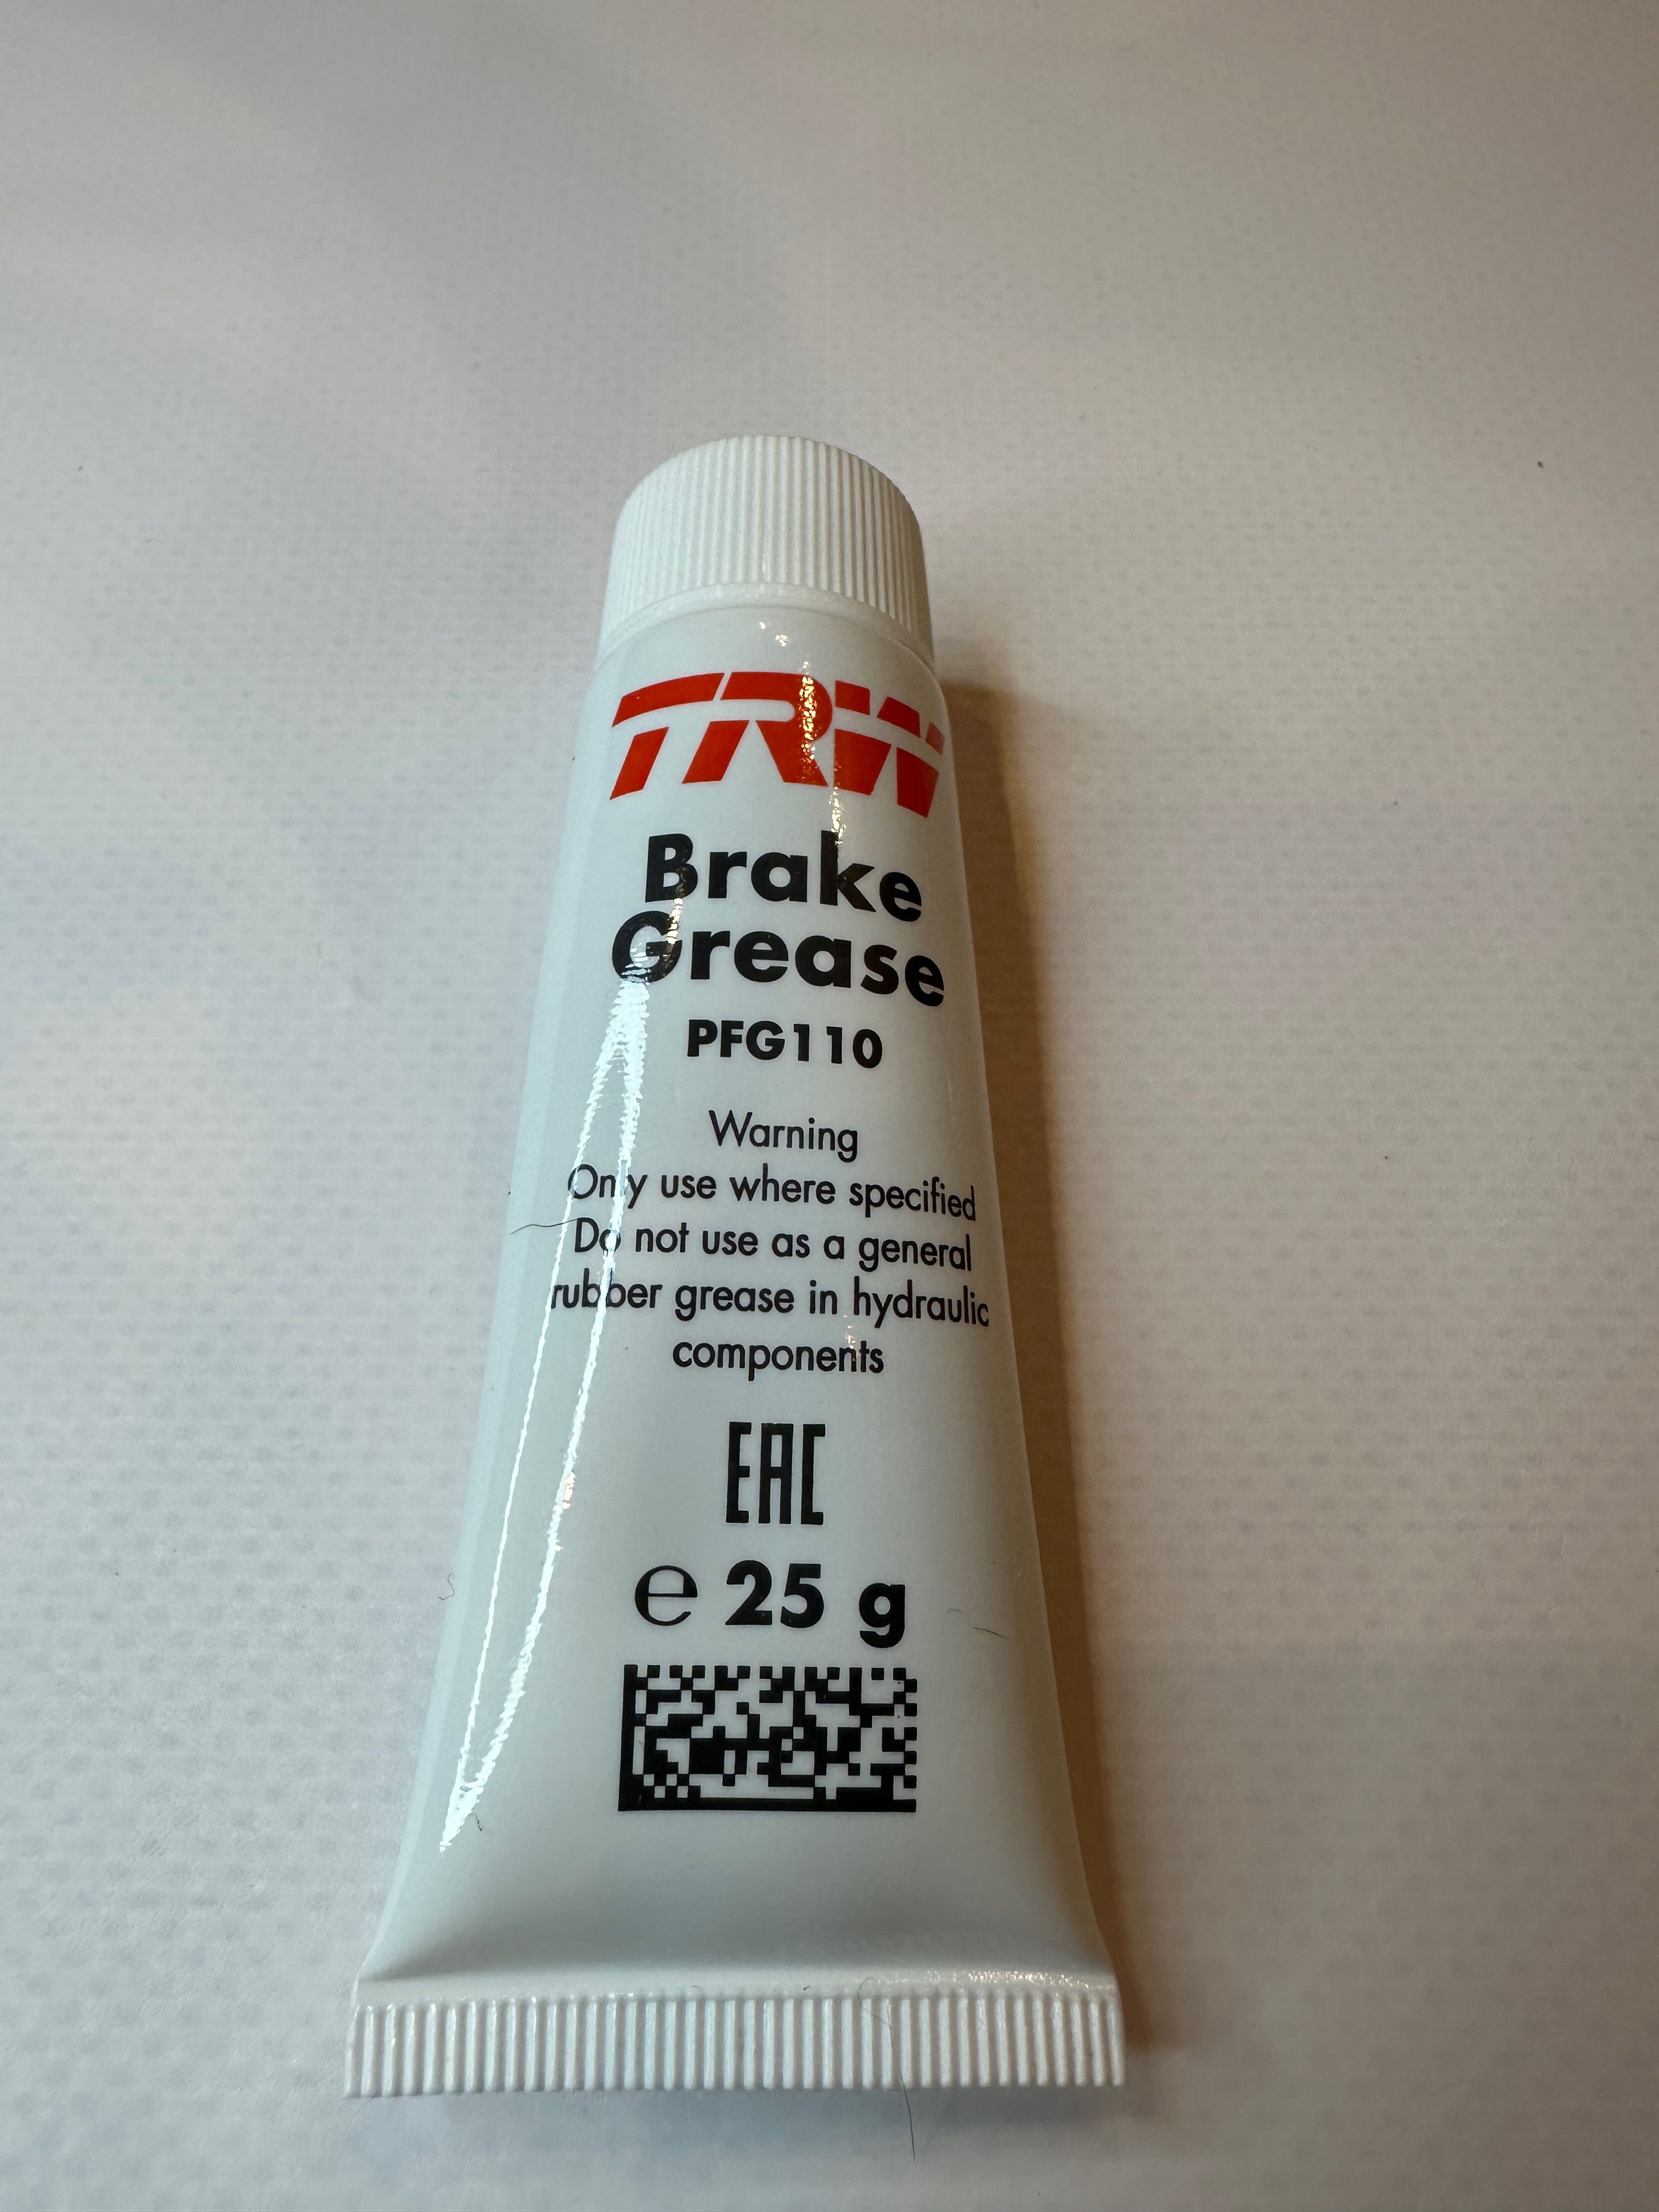 TRW
Brake
Grease
PFG110
Warning
Only use where specified
Do not use as a general
rubber grease in hydraulic
components
EAC
e 25 g